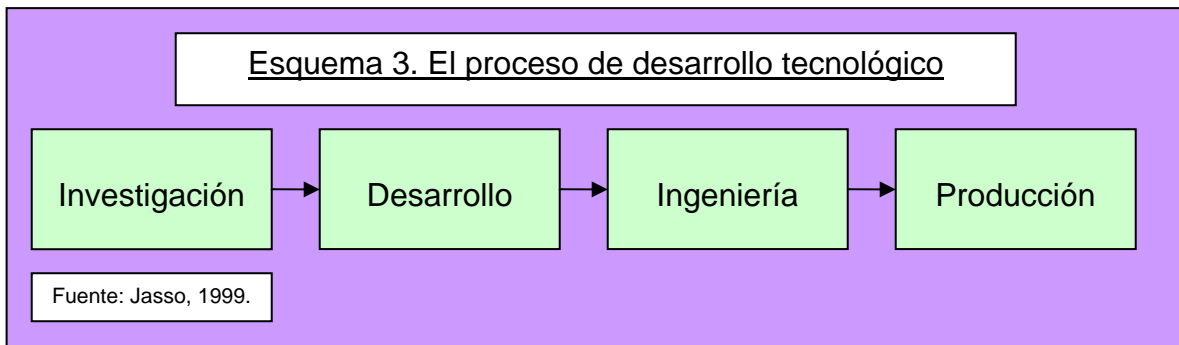 Esquema 3. El proceso de desarrollo tecnológico
Investigación
Desarrollo
Ingeniería
Producción
Fuente: Jasso, 1999.